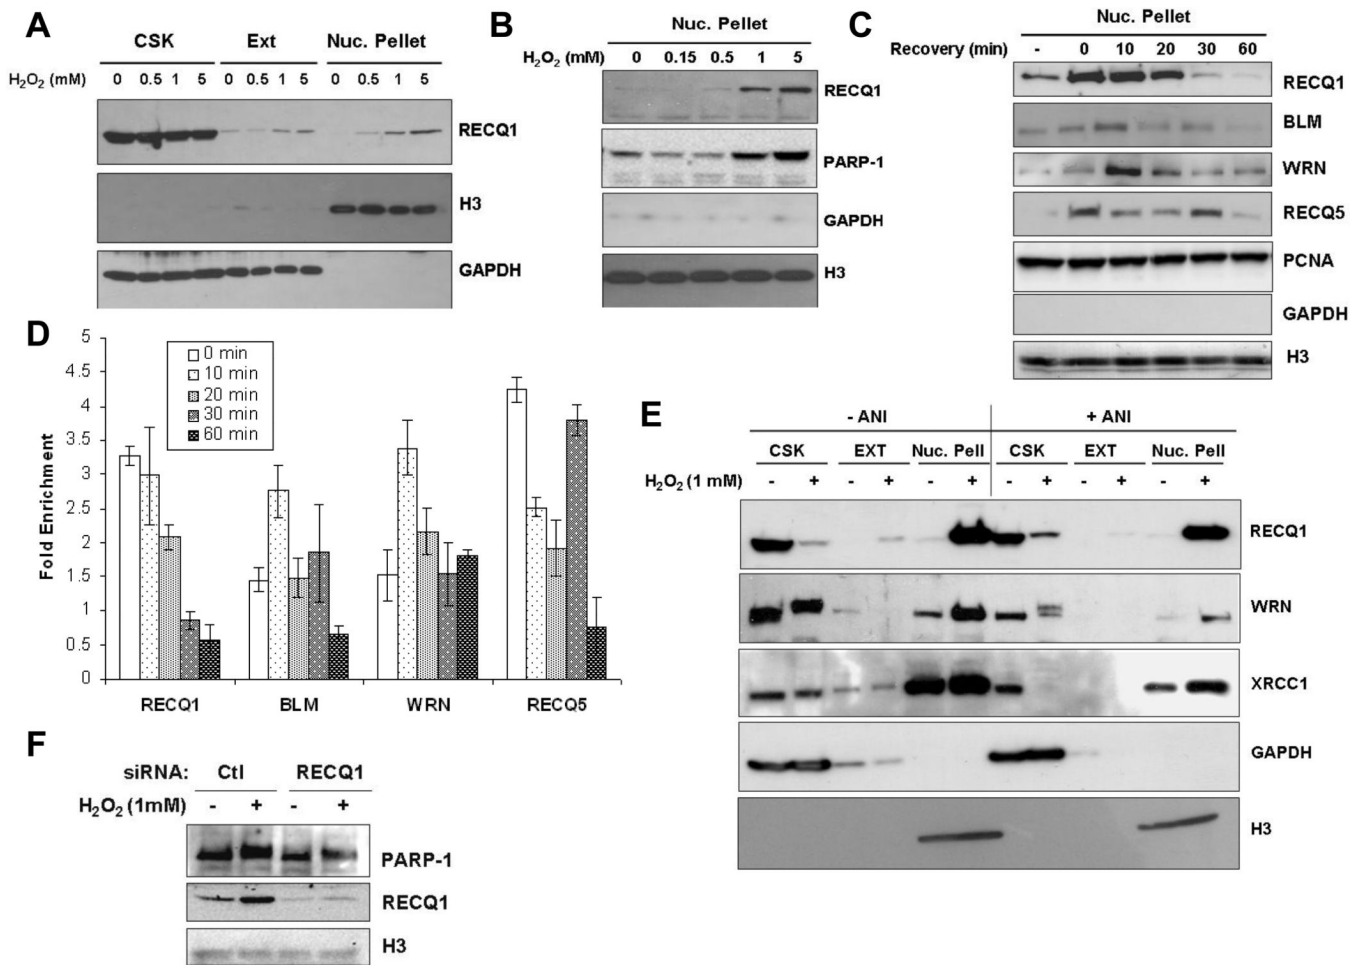 A
CSK Ext Nuc. Pellet
H₂O₂ (mM) 0 0.5 1 5 0 0.5 1 5 0 0.5 1 5
RECQ1
H3
GAPDH
B
Nuc. Pellet
H₂O₂ (mM) 0 0.15 0.5 1 5
RECQ1
PARP-1
GAPDH
H3
C
Nuc. Pellet
Recovery (min) - 0 10 20 30 60
RECQ1
BLM
WRN
RECQ5
PCNA
GAPDH
H3
D
5
4.5
4
3.5
3
2.5
2
1.5
1
0.5
0
Fold Enrichment
0 min
10 min
20 min
30 min
60 min
RECQ1 BLM WRN RECQ5
E
- ANI + ANI
CSK EXT Nuc. Pell CSK EXT Nuc. Pell
H₂O₂ (1 mM) - + - + - + - + - + - +
RECQ1
WRN
XRCC1
GAPDH
H3
F
siRNA: Ctl RECQ1
H₂O₂ (1mM) - + - +
PARP-1
RECQ1
H3